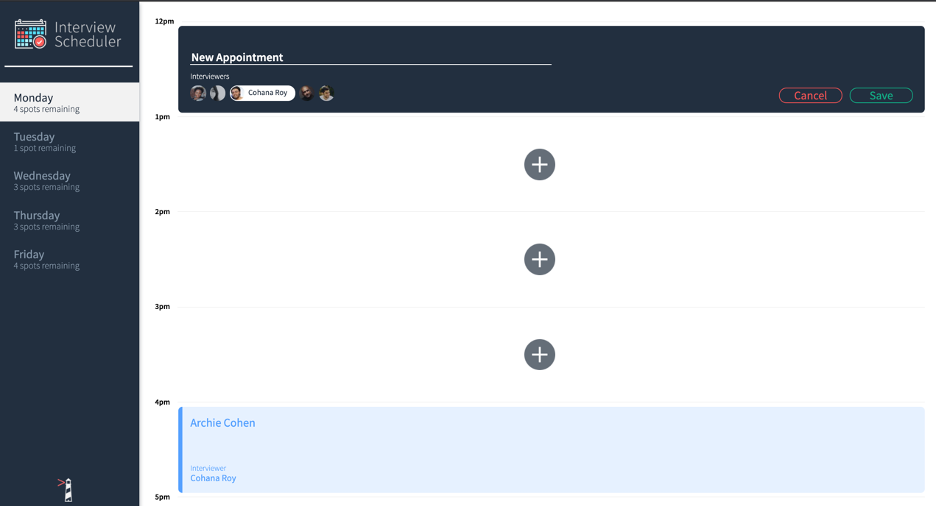 Interview
Scheduler
Monday
4 spots remaining
Tuesday
1 spot remaining
Wednesday
3 spots remaining
Thursday
3 spots remaining
Friday
4 spots remaining
12pm
New Appointment
Interviewers
Cohana Roy
Cancel
Save
1pm
2pm
3pm
4pm
Archie Cohen
Interviewer
Cohana Roy
5pm